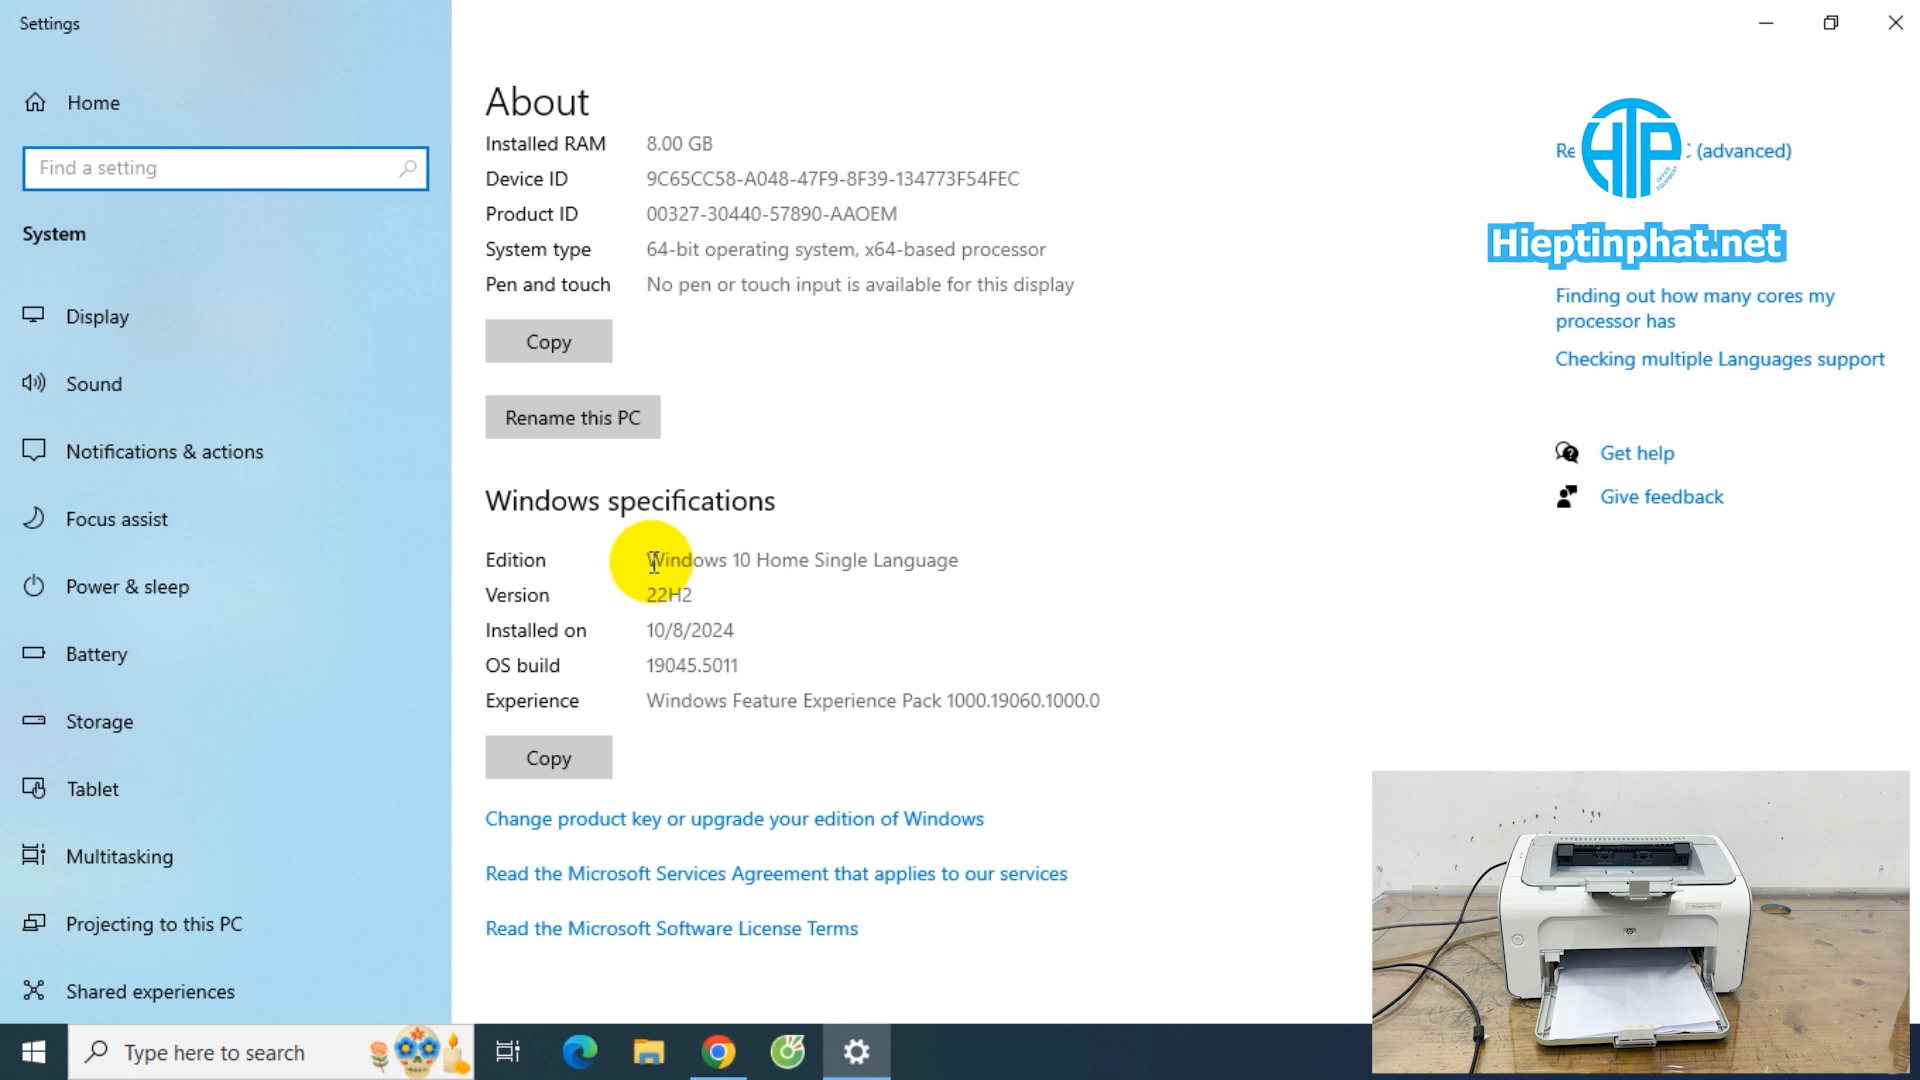 Settings
Home
Find a setting
System
Display
Sound
Notifications & actions
Focus assist
Power & sleep
Battery
Storage
Tablet
Multitasking
Projecting to this PC
Shared experiences
About
Installed RAM 8.00 GB
Device ID 9C65CC58-A048-47F9-8F39-134773F54FEC
Product ID 00327-30440-57890-AAOEM
System type 64-bit operating system, x64-based processor
Pen and touch No pen or touch input is available for this display
Copy
Rename this PC
Windows specifications
Edition Windows 10 Home Single Language
Version 22H2
Installed on 10/8/2024
OS build 19045.5011
Experience Windows Feature Experience Pack 1000.19060.1000.0
Copy
Change product key or upgrade your edition of Windows
Read the Microsoft Services Agreement that applies to our services
Read the Microsoft Software License Terms
(advanced)
HTP
OFFICE EQUIPMENT
Hieptinphat.net
Finding out how many cores my
processor has
Checking multiple Languages support
Get help
Give feedback
hp
Type here to search